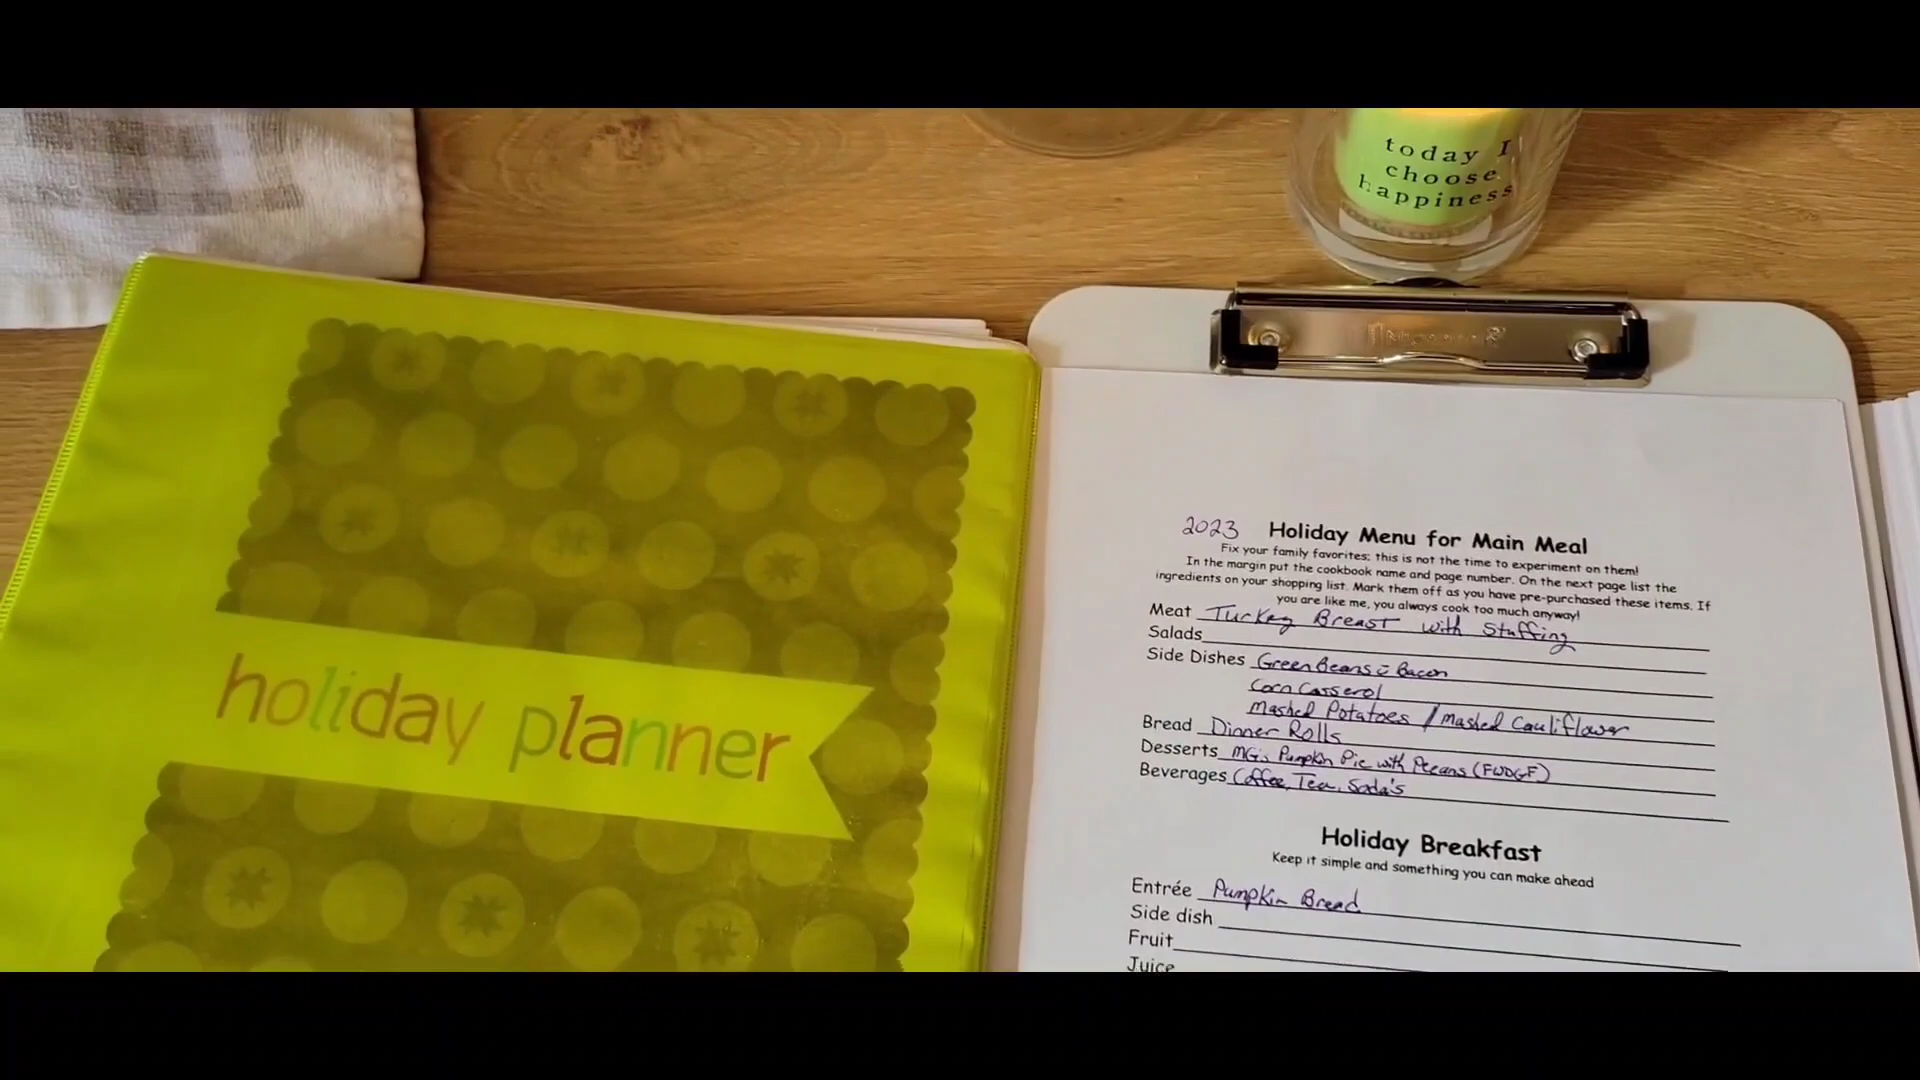 today I
choose
happiness
holiday planner
2023 Holiday Menu for Main Meal
Fix your family favorites; this is not the time to experiment on them!
In the margin put the cookbook name and page number. On the next page list the
ingredients on your shopping list. Mark them off as you have pre-purchased these items. If
you are like me, you always cook too much anyway!
Meat Turkey Breast with Stuffing
Salads
Side Dishes Green Beans c̄ Bacon
Corn Casserol
Mashed Potatoes / Mashed Cauliflower
Bread Dinner Rolls
Desserts MG's Pumpkin Pie with Pecans (FWDGF)
Beverages Coffee, Tea, Soda's
Holiday Breakfast
Keep it simple and something you can make ahead
Entrée Pumpkin Bread
Side dish
Fruit
Juice